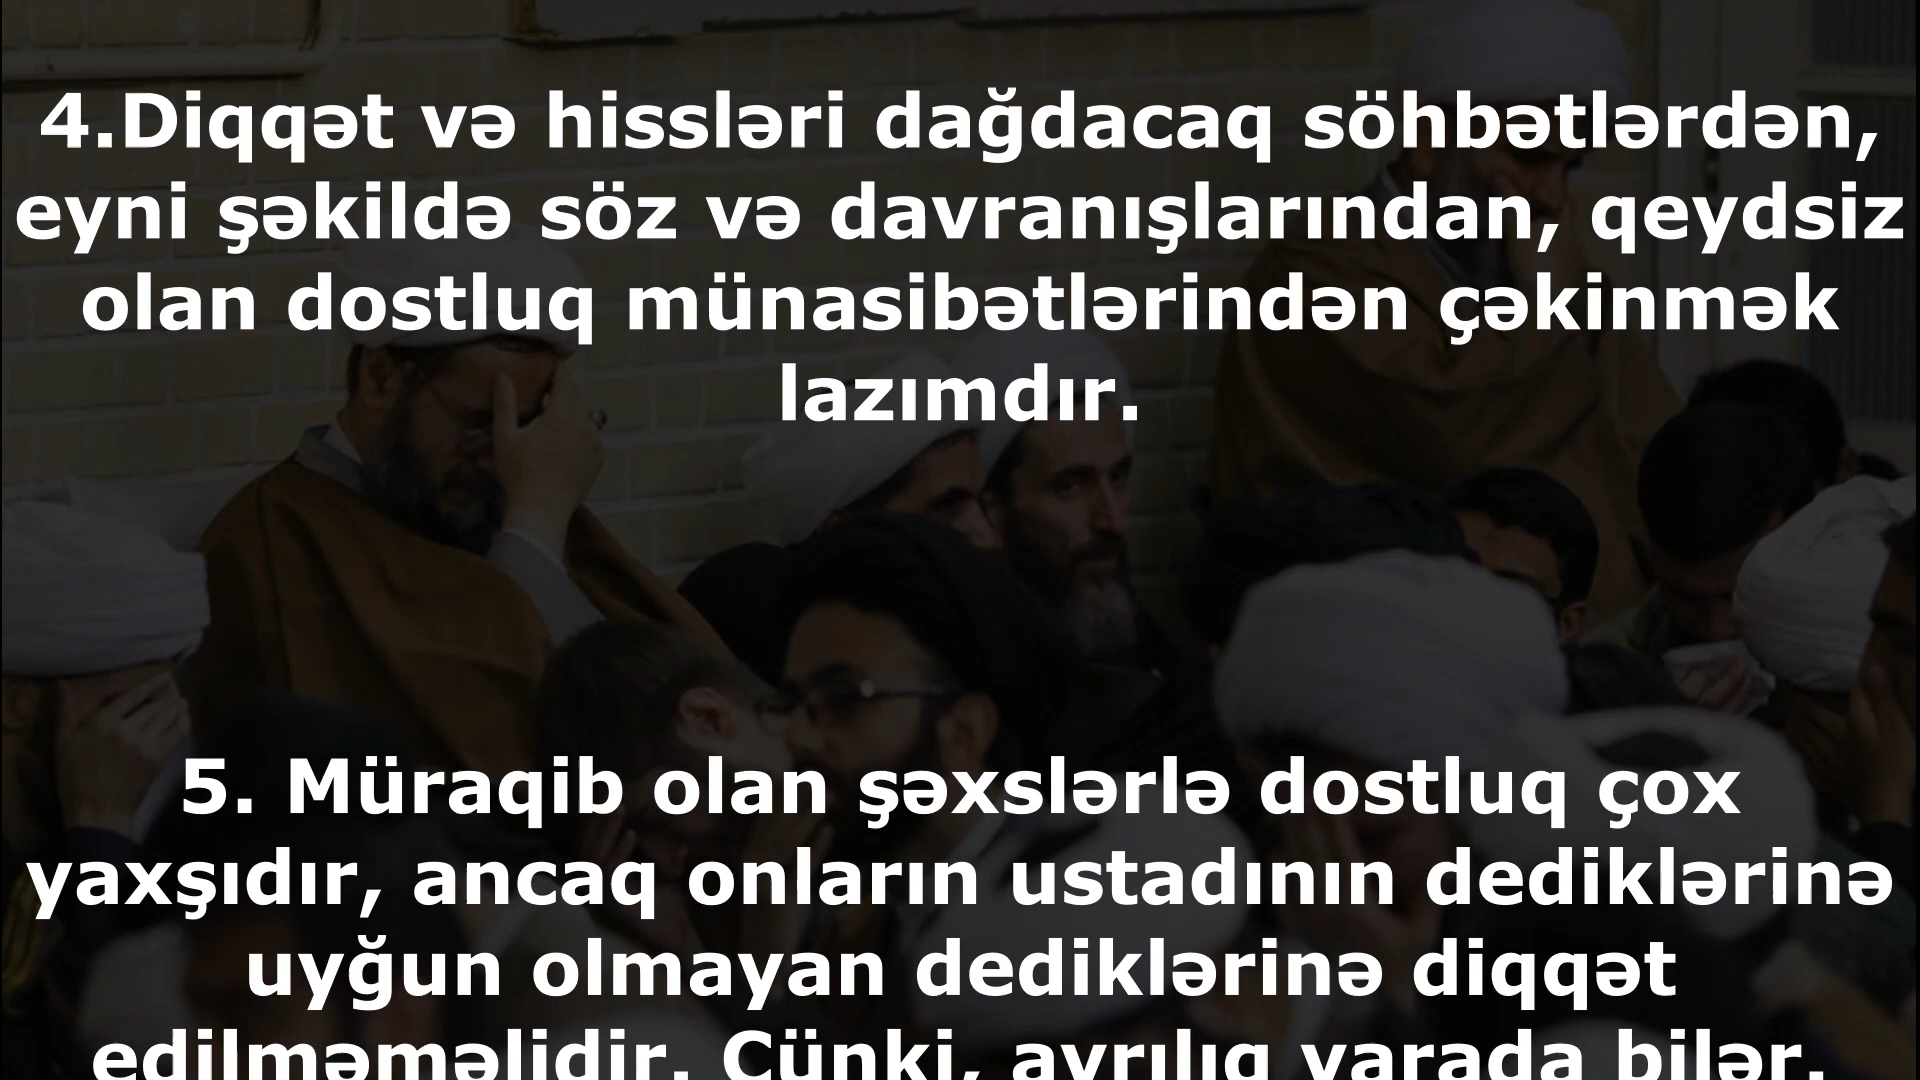 4.Diqqət və hissləri dağdacaq söhbətlərdən,
eyni şəkildə söz və davranışlarından, qeydsiz
olan dostluq münasibətlərindən çəkinmək
lazımdır.
5. Müraqib olan şəxslərlə dostluq çox
yaxşıdır, ancaq onların ustadının dediklərinə
uyğun olmayan dediklərinə diqqət
edilməməlidir. Çünki, ayrılıq yarada bilər.